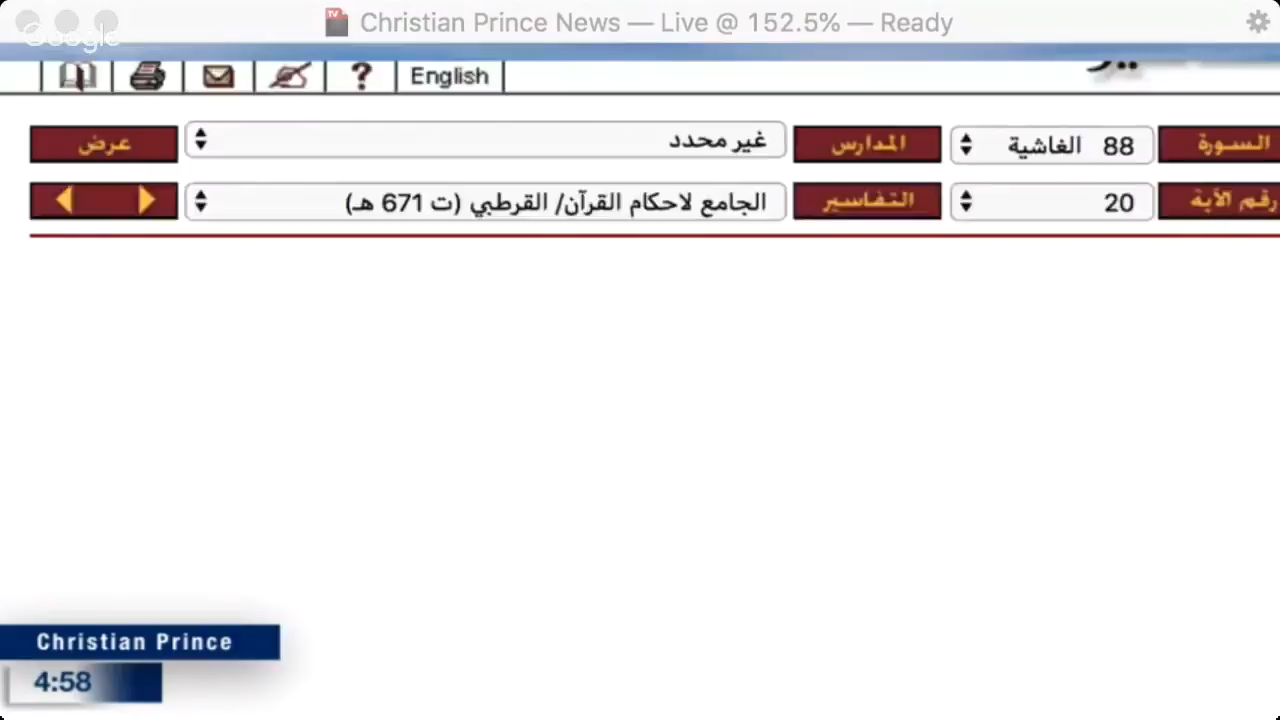 Christian Prince News — Live @ 152.5% — Ready
Google
? English
السورة 88 الغاشية المدارس غير محدد عرض
رقم الآية 20 التفاسير الجامع لاحكام القرآن/ القرطبي (ت 671 هـ)
Christian Prince
4:58